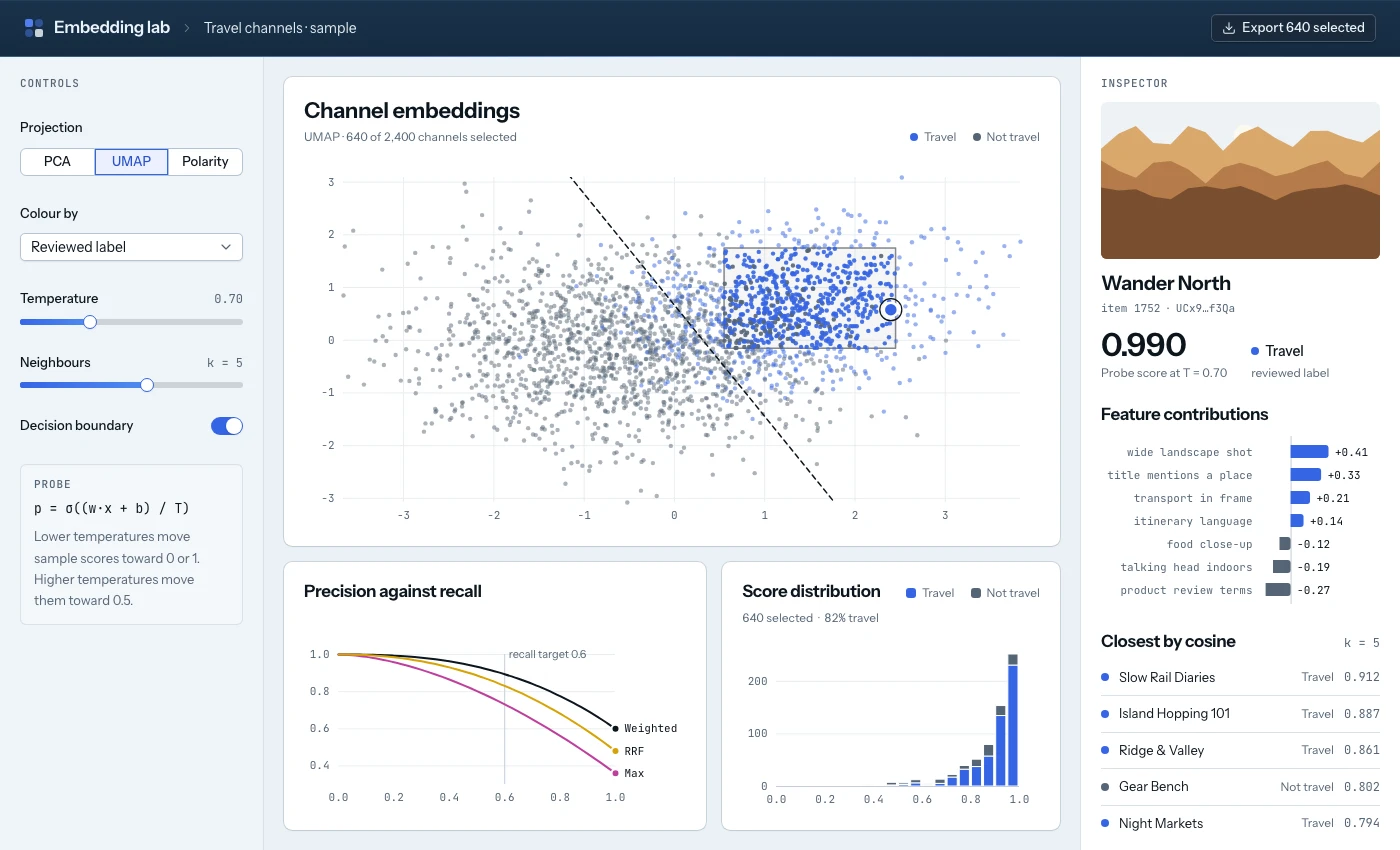 Embedding lab
Travel channels · sample
Export 640 selected
CONTROLS
Projection
PCA
UMAP
Polarity
Colour by
Reviewed label
Temperature
0.70
Neighbours
k = 5
Decision boundary
PROBE
p = σ((w·x + b) / T)
Lower temperatures move
sample scores toward 0 or 1.
Higher temperatures move
them toward 0.5.
Channel embeddings
UMAP · 640 of 2,400 channels selected
Travel
Not travel
3
2
1
0
-1
-2
-3
-3
-2
-1
0
1
2
3
Precision against recall
recall target 0.6
1.0
0.8
0.6
0.4
Weighted
RRF
Max
0.0
0.2
0.4
0.6
0.8
1.0
Score distribution
Travel
Not travel
640 selected · 82% travel
200
100
0
0.0
0.2
0.4
0.6
0.8
1.0
INSPECTOR
Wander North
item 1752 · UCx9…f3Qa
0.990
Travel
Probe score at T = 0.70
reviewed label
Feature contributions
wide landscape shot +0.41
title mentions a place +0.33
transport in frame +0.21
itinerary language +0.14
food close-up -0.12
talking head indoors -0.19
product review terms -0.27
Closest by cosine
k = 5
Slow Rail Diaries Travel 0.912
Island Hopping 101 Travel 0.887
Ridge & Valley Travel 0.861
Gear Bench Not travel 0.802
Night Markets Travel 0.794